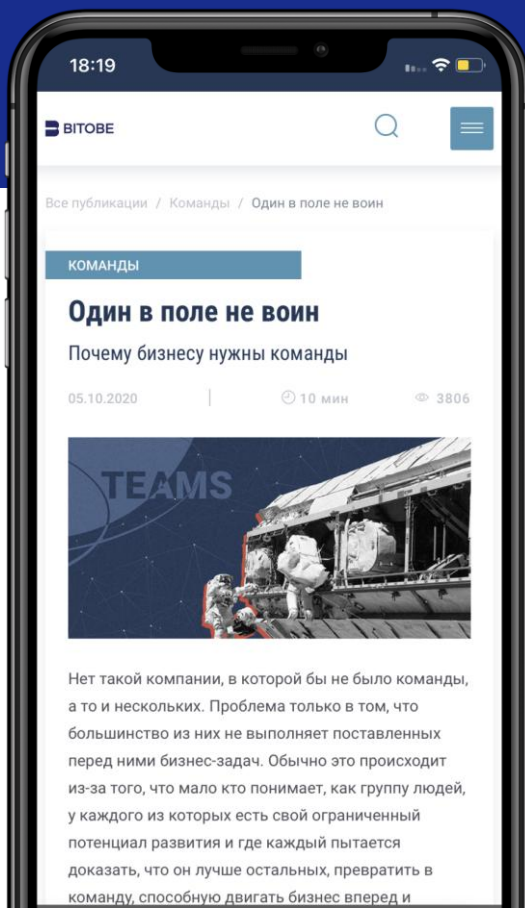 18:19
BITOBE
Все публикации / Команды / Один в поле не воин
КОМАНДЫ
Один в поле не воин
Почему бизнесу нужны команды
05.10.2020 | 10 мин 3806
TEAMS
Нет такой компании, в которой бы не было команды,
а то и нескольких. Проблема только в том, что
большинство из них не выполняет поставленных
перед ними бизнес-задач. Обычно это происходит
из-за того, что мало кто понимает, как группу людей,
у каждого из которых есть свой ограниченный
потенциал развития и где каждый пытается
доказать, что он лучше остальных, превратить в
команду, способную двигать бизнес вперед и